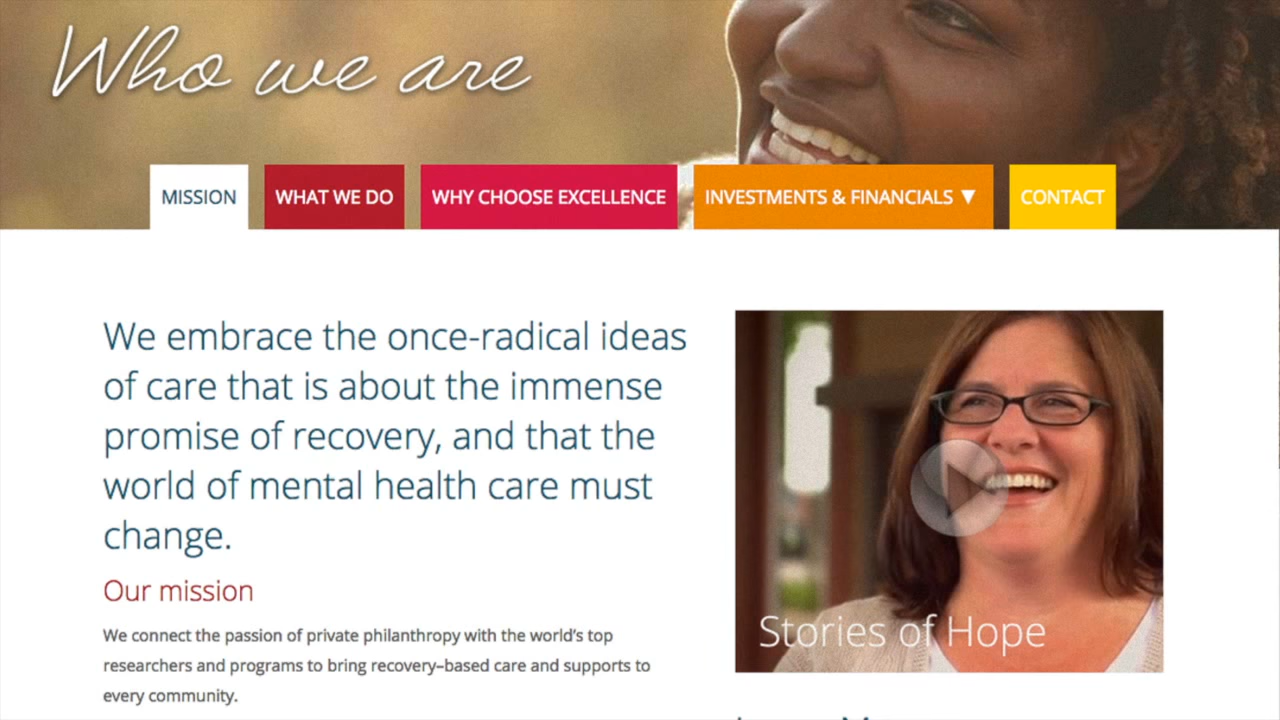 Who we are
MISSION
WHAT WE DO
WHY CHOOSE EXCELLENCE
INVESTMENTS & FINANCIALS ▼
CONTACT
We embrace the once-radical ideas
of care that is about the immense
promise of recovery, and that the
world of mental health care must
change.
Our mission
We connect the passion of private philanthropy with the world's top
researchers and programs to bring recovery–based care and supports to
every community.
Stories of Hope